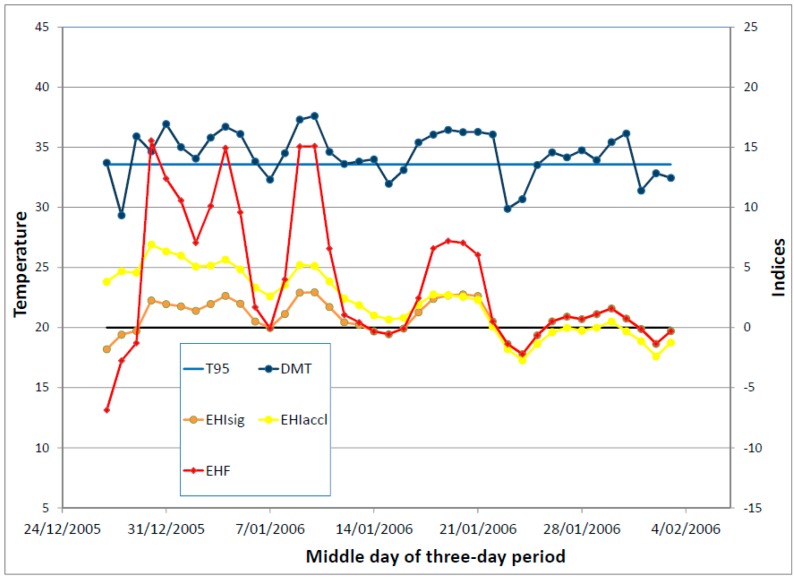 45 25
40 20
35 15
30 10
25 5
20 0
15 -5
10 -10
5 -15
Temperature
Indices
T95 DMT
EHIsig EHIaccl
EHF
24/12/2005 31/12/2005 7/01/2006 14/01/2006 21/01/2006 28/01/2006 4/02/2006
Middle day of three-day period